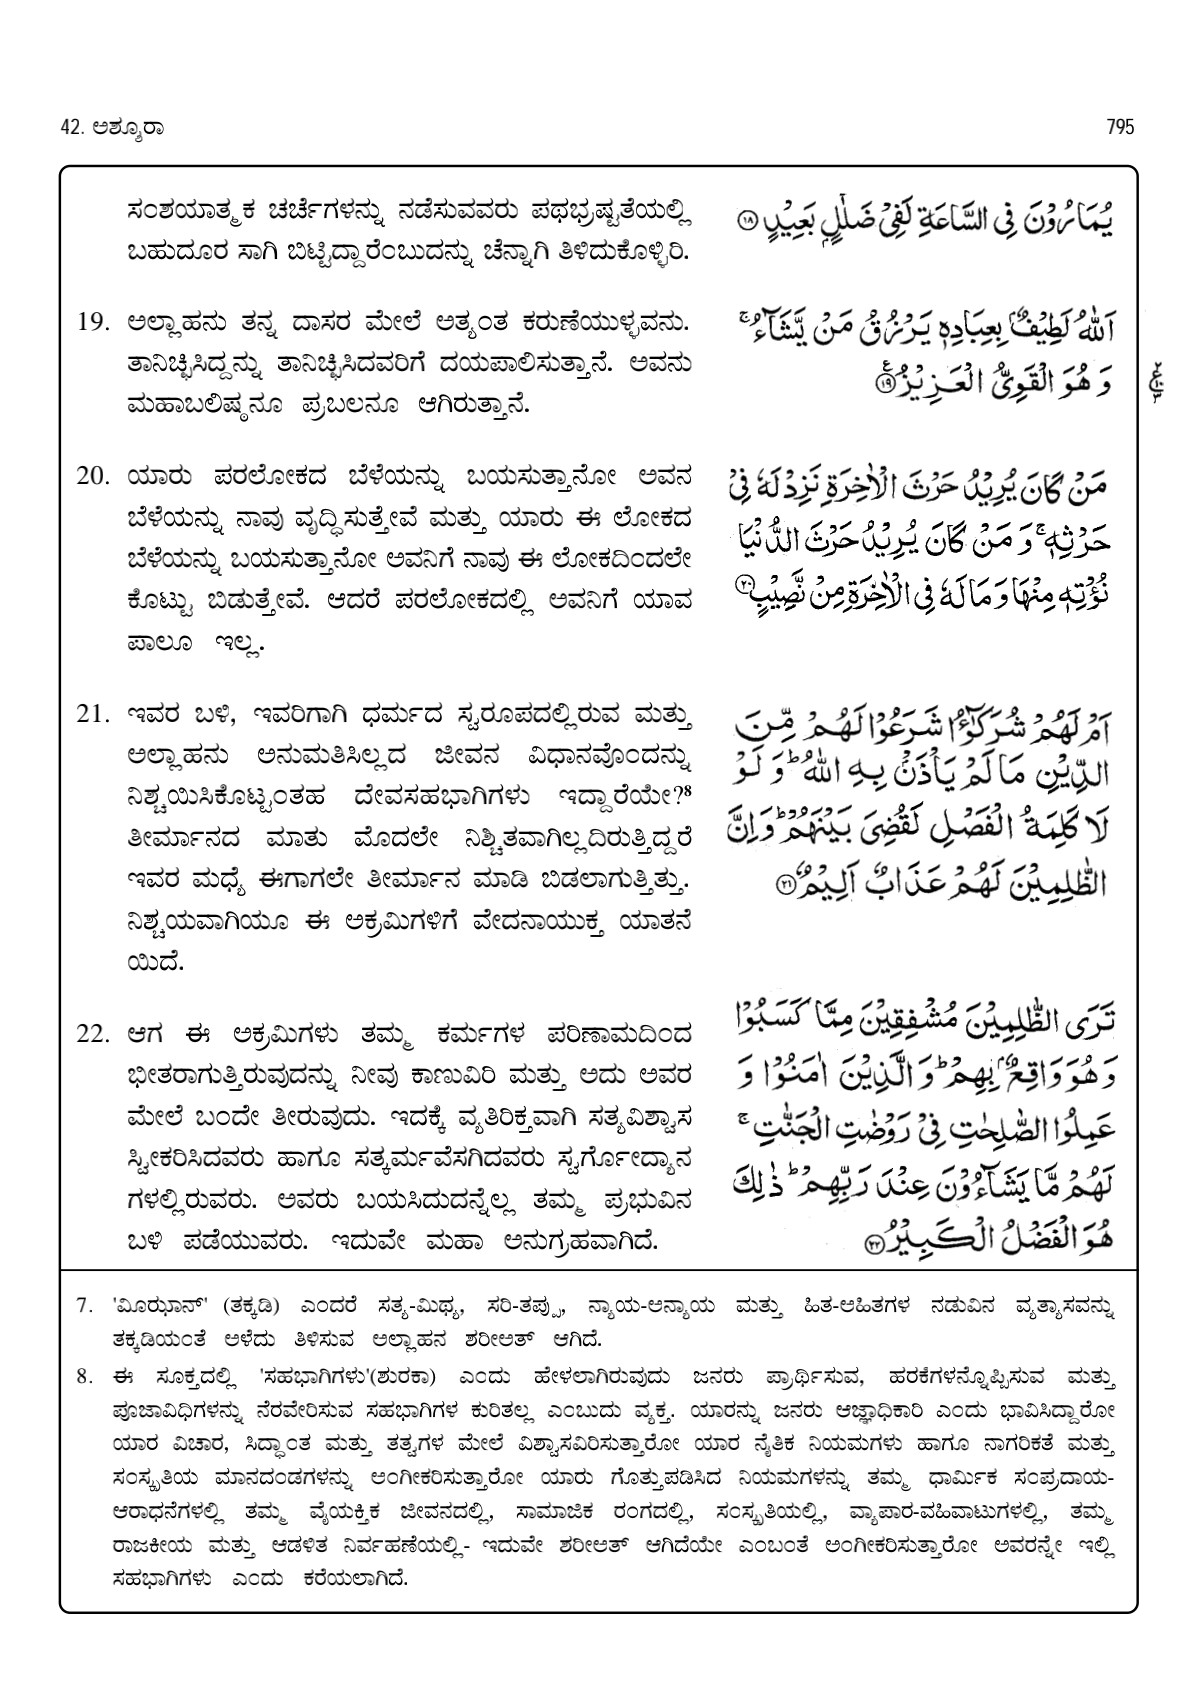 42. ಅಶ್ಶೂರಾ
795
ಸಂಶಯಾತ್ಮಕ ಚರ್ಚೆಗಳನ್ನು ನಡೆಸುವವರು ಪಥಭ್ರಷ್ಟತೆಯಲ್ಲಿ
ಬಹುದೂರ ಸಾಗಿ ಬಿಟ್ಟಿದ್ದಾರೆಂಬುದನ್ನು ಚೆನ್ನಾಗಿ ತಿಳಿದುಕೊಳ್ಳಿರಿ.
يُمَارُوْنَ فِي السَّاعَةِ لَفِيْ ضَلٰلٍۭ بَعِيْدٍ ۝١٨
19. ಅಲ್ಲಾಹನು ತನ್ನ ದಾಸರ ಮೇಲೆ ಅತ್ಯಂತ ಕರುಣೆಯುಳ್ಳವನು.
ತಾನಿಚ್ಛಿಸಿದ್ದನ್ನು ತಾನಿಚ್ಛಿಸಿದವರಿಗೆ ದಯಪಾಲಿಸುತ್ತಾನೆ. ಅವನು
ಮಹಾಬಲಿಷ್ಠನೂ ಪ್ರಬಲನೂ ಆಗಿರುತ್ತಾನೆ.
اَللّٰهُ لَطِيْفٌۢ بِعِبَادِهٖ يَرْزُقُ مَنْ يَّشَآءُ ۚ
وَ هُوَ الْقَوِيُّ الْعَزِيْزُ ۝١٩
20. ಯಾರು ಪರಲೋಕದ ಬೆಳೆಯನ್ನು ಬಯಸುತ್ತಾನೋ ಅವನ
ಬೆಳೆಯನ್ನು ನಾವು ವೃದ್ಧಿಸುತ್ತೇವೆ ಮತ್ತು ಯಾರು ಈ ಲೋಕದ
ಬೆಳೆಯನ್ನು ಬಯಸುತ್ತಾನೋ ಅವನಿಗೆ ನಾವು ಈ ಲೋಕದಿಂದಲೇ
ಕೊಟ್ಟು ಬಿಡುತ್ತೇವೆ. ಆದರೆ ಪರಲೋಕದಲ್ಲಿ ಅವನಿಗೆ ಯಾವ
ಪಾಲೂ ಇಲ್ಲ.
مَنْ كَانَ يُرِيْدُ حَرْثَ الْاٰخِرَةِ نَزِدْ لَهٗ فِيْ
حَرْثِهٖ ۚ وَ مَنْ كَانَ يُرِيْدُ حَرْثَ الدُّنْيَا
نُؤْتِهٖ مِنْهَا وَ مَا لَهٗ فِي الْاٰخِرَةِ مِنْ نَّصِيْبٍ ۝٢٠
21. ಇವರ ಬಳಿ, ಇವರಿಗಾಗಿ ಧರ್ಮದ ಸ್ವರೂಪದಲ್ಲಿರುವ ಮತ್ತು
ಅಲ್ಲಾಹನು ಅನುಮತಿಸಿಲ್ಲದ ಜೀವನ ವಿಧಾನವೊಂದನ್ನು
ನಿಶ್ಚಯಿಸಿಕೊಟ್ಟಂತಹ ದೇವಸಹಭಾಗಿಗಳು ಇದ್ದಾರೆಯೇ?⁸
ತೀರ್ಮಾನದ ಮಾತು ಮೊದಲೇ ನಿಶ್ಚಿತವಾಗಿಲ್ಲದಿರುತ್ತಿದ್ದರೆ
ಇವರ ಮಧ್ಯೆ ಈಗಾಗಲೇ ತೀರ್ಮಾನ ಮಾಡಿ ಬಿಡಲಾಗುತ್ತಿತ್ತು.
ನಿಶ್ಚಯವಾಗಿಯೂ ಈ ಅಕ್ರಮಿಗಳಿಗೆ ವೇದನಾಯುಕ್ತ ಯಾತನೆ
ಯಿದೆ.
اَمْ لَهُمْ شُرَكٰٓؤُا شَرَعُوْا لَهُمْ مِّنَ
الدِّيْنِ مَا لَمْ يَاْذَنْۢ بِهِ اللّٰهُ ؕ وَ لَوْ
لَا كَلِمَةُ الْفَصْلِ لَقُضِيَ بَيْنَهُمْ ؕ وَ اِنَّ
الظّٰلِمِيْنَ لَهُمْ عَذَابٌ اَلِيْمٌ ۝٢١
22. ಆಗ ಈ ಅಕ್ರಮಿಗಳು ತಮ್ಮ ಕರ್ಮಗಳ ಪರಿಣಾಮದಿಂದ
ಭೀತರಾಗುತ್ತಿರುವುದನ್ನು ನೀವು ಕಾಣುವಿರಿ ಮತ್ತು ಅದು ಅವರ
ಮೇಲೆ ಬಂದೇ ತೀರುವುದು. ಇದಕ್ಕೆ ವ್ಯತಿರಿಕ್ತವಾಗಿ ಸತ್ಯವಿಶ್ವಾಸ
ಸ್ವೀಕರಿಸಿದವರು ಹಾಗೂ ಸತ್ಕರ್ಮವೆಸಗಿದವರು ಸ್ವರ್ಗೋದ್ಯಾನ
ಗಳಲ್ಲಿರುವರು. ಅವರು ಬಯಸಿದುದನ್ನೆಲ್ಲ ತಮ್ಮ ಪ್ರಭುವಿನ
ಬಳಿ ಪಡೆಯುವರು. ಇದುವೇ ಮಹಾ ಅನುಗ್ರಹವಾಗಿದೆ.
تَرَى الظّٰلِمِيْنَ مُشْفِقِيْنَ مِمَّا كَسَبُوْا
وَ هُوَ وَاقِعٌۢ بِهِمْ ؕ وَ الَّذِيْنَ اٰمَنُوْا وَ
عَمِلُوا الصّٰلِحٰتِ فِيْ رَوْضٰتِ الْجَنّٰتِ ۚ
لَهُمْ مَّا يَشَآءُوْنَ عِنْدَ رَبِّهِمْ ؕ ذٰلِكَ
هُوَ الْفَضْلُ الْكَبِيْرُ ۝٢٢
7. 'ಮೀಝಾನ್' (ತಕ್ಕಡಿ) ಎಂದರೆ ಸತ್ಯ-ಮಿಥ್ಯ, ಸರಿ-ತಪ್ಪು, ನ್ಯಾಯ-ಅನ್ಯಾಯ ಮತ್ತು ಹಿತ-ಅಹಿತಗಳ ನಡುವಿನ ವ್ಯತ್ಯಾಸವನ್ನು
ತಕ್ಕಡಿಯಂತೆ ಅಳೆದು ತಿಳಿಸುವ ಅಲ್ಲಾಹನ ಶರೀಅತ್ ಆಗಿದೆ.
8. ಈ ಸೂಕ್ತದಲ್ಲಿ 'ಸಹಭಾಗಿಗಳು'(ಶುರಕಾ) ಎಂದು ಹೇಳಲಾಗಿರುವುದು ಜನರು ಪ್ರಾರ್ಥಿಸುವ, ಹರಕೆಗಳನ್ನೊಪ್ಪಿಸುವ ಮತ್ತು
ಪೂಜಾವಿಧಿಗಳನ್ನು ನೆರವೇರಿಸುವ ಸಹಭಾಗಿಗಳ ಕುರಿತಲ್ಲ ಎಂಬುದು ವ್ಯಕ್ತ. ಯಾರನ್ನು ಜನರು ಆಜ್ಞಾಧಿಕಾರಿ ಎಂದು ಭಾವಿಸಿದ್ದಾರೋ
ಯಾರ ವಿಚಾರ, ಸಿದ್ಧಾಂತ ಮತ್ತು ತತ್ವಗಳ ಮೇಲೆ ವಿಶ್ವಾಸವಿರಿಸುತ್ತಾರೋ ಯಾರ ನೈತಿಕ ನಿಯಮಗಳು ಹಾಗೂ ನಾಗರಿಕತೆ ಮತ್ತು
ಸಂಸ್ಕೃತಿಯ ಮಾನದಂಡಗಳನ್ನು ಅಂಗೀಕರಿಸುತ್ತಾರೋ ಯಾರು ಗೊತ್ತುಪಡಿಸಿದ ನಿಯಮಗಳನ್ನು ತಮ್ಮ ಧಾರ್ಮಿಕ ಸಂಪ್ರದಾಯ-
ಆರಾಧನೆಗಳಲ್ಲಿ ತಮ್ಮ ವೈಯಕ್ತಿಕ ಜೀವನದಲ್ಲಿ, ಸಾಮಾಜಿಕ ರಂಗದಲ್ಲಿ, ಸಂಸ್ಕೃತಿಯಲ್ಲಿ, ವ್ಯಾಪಾರ-ವಹಿವಾಟುಗಳಲ್ಲಿ, ತಮ್ಮ
ರಾಜಕೀಯ ಮತ್ತು ಆಡಳಿತ ನಿರ್ವಹಣೆಯಲ್ಲಿ- ಇದುವೇ ಶರೀಅತ್ ಆಗಿದೆಯೇ ಎಂಬಂತೆ ಅಂಗೀಕರಿಸುತ್ತಾರೋ ಅವರನ್ನೇ ಇಲ್ಲಿ
ಸಹಭಾಗಿಗಳು ಎಂದು ಕರೆಯಲಾಗಿದೆ.